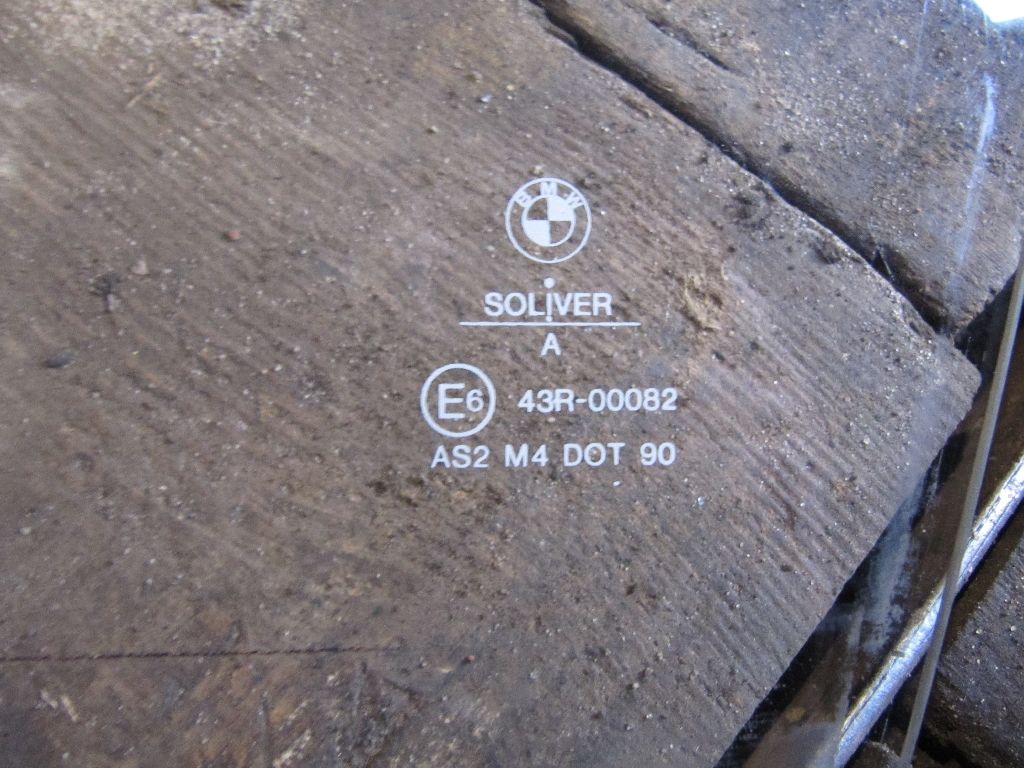 BMW
SOLIVER
A
E6 43R-00082
AS2 M4 DOT 90